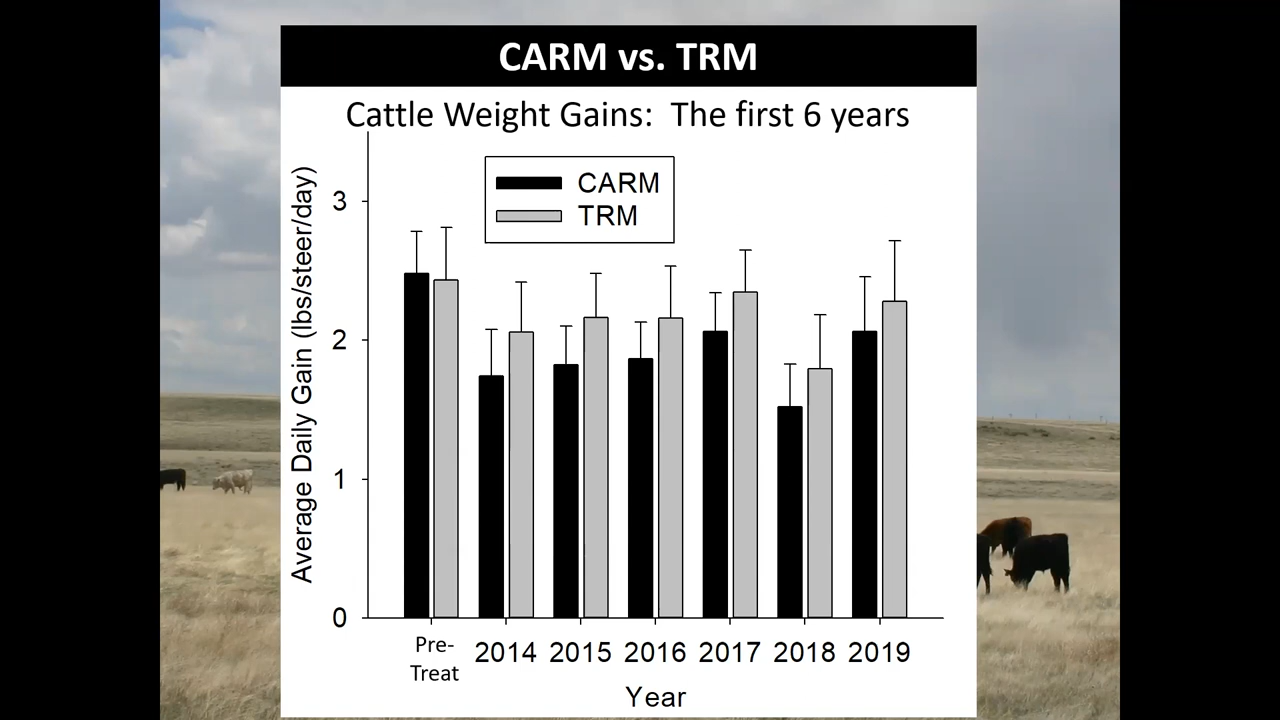 CARM vs. TRM
Cattle Weight Gains: The first 6 years
CARM
TRM
Average Daily Gain (lbs/steer/day)
3
2
1
0
Pre-
Treat
2014 2015 2016 2017 2018 2019
Year